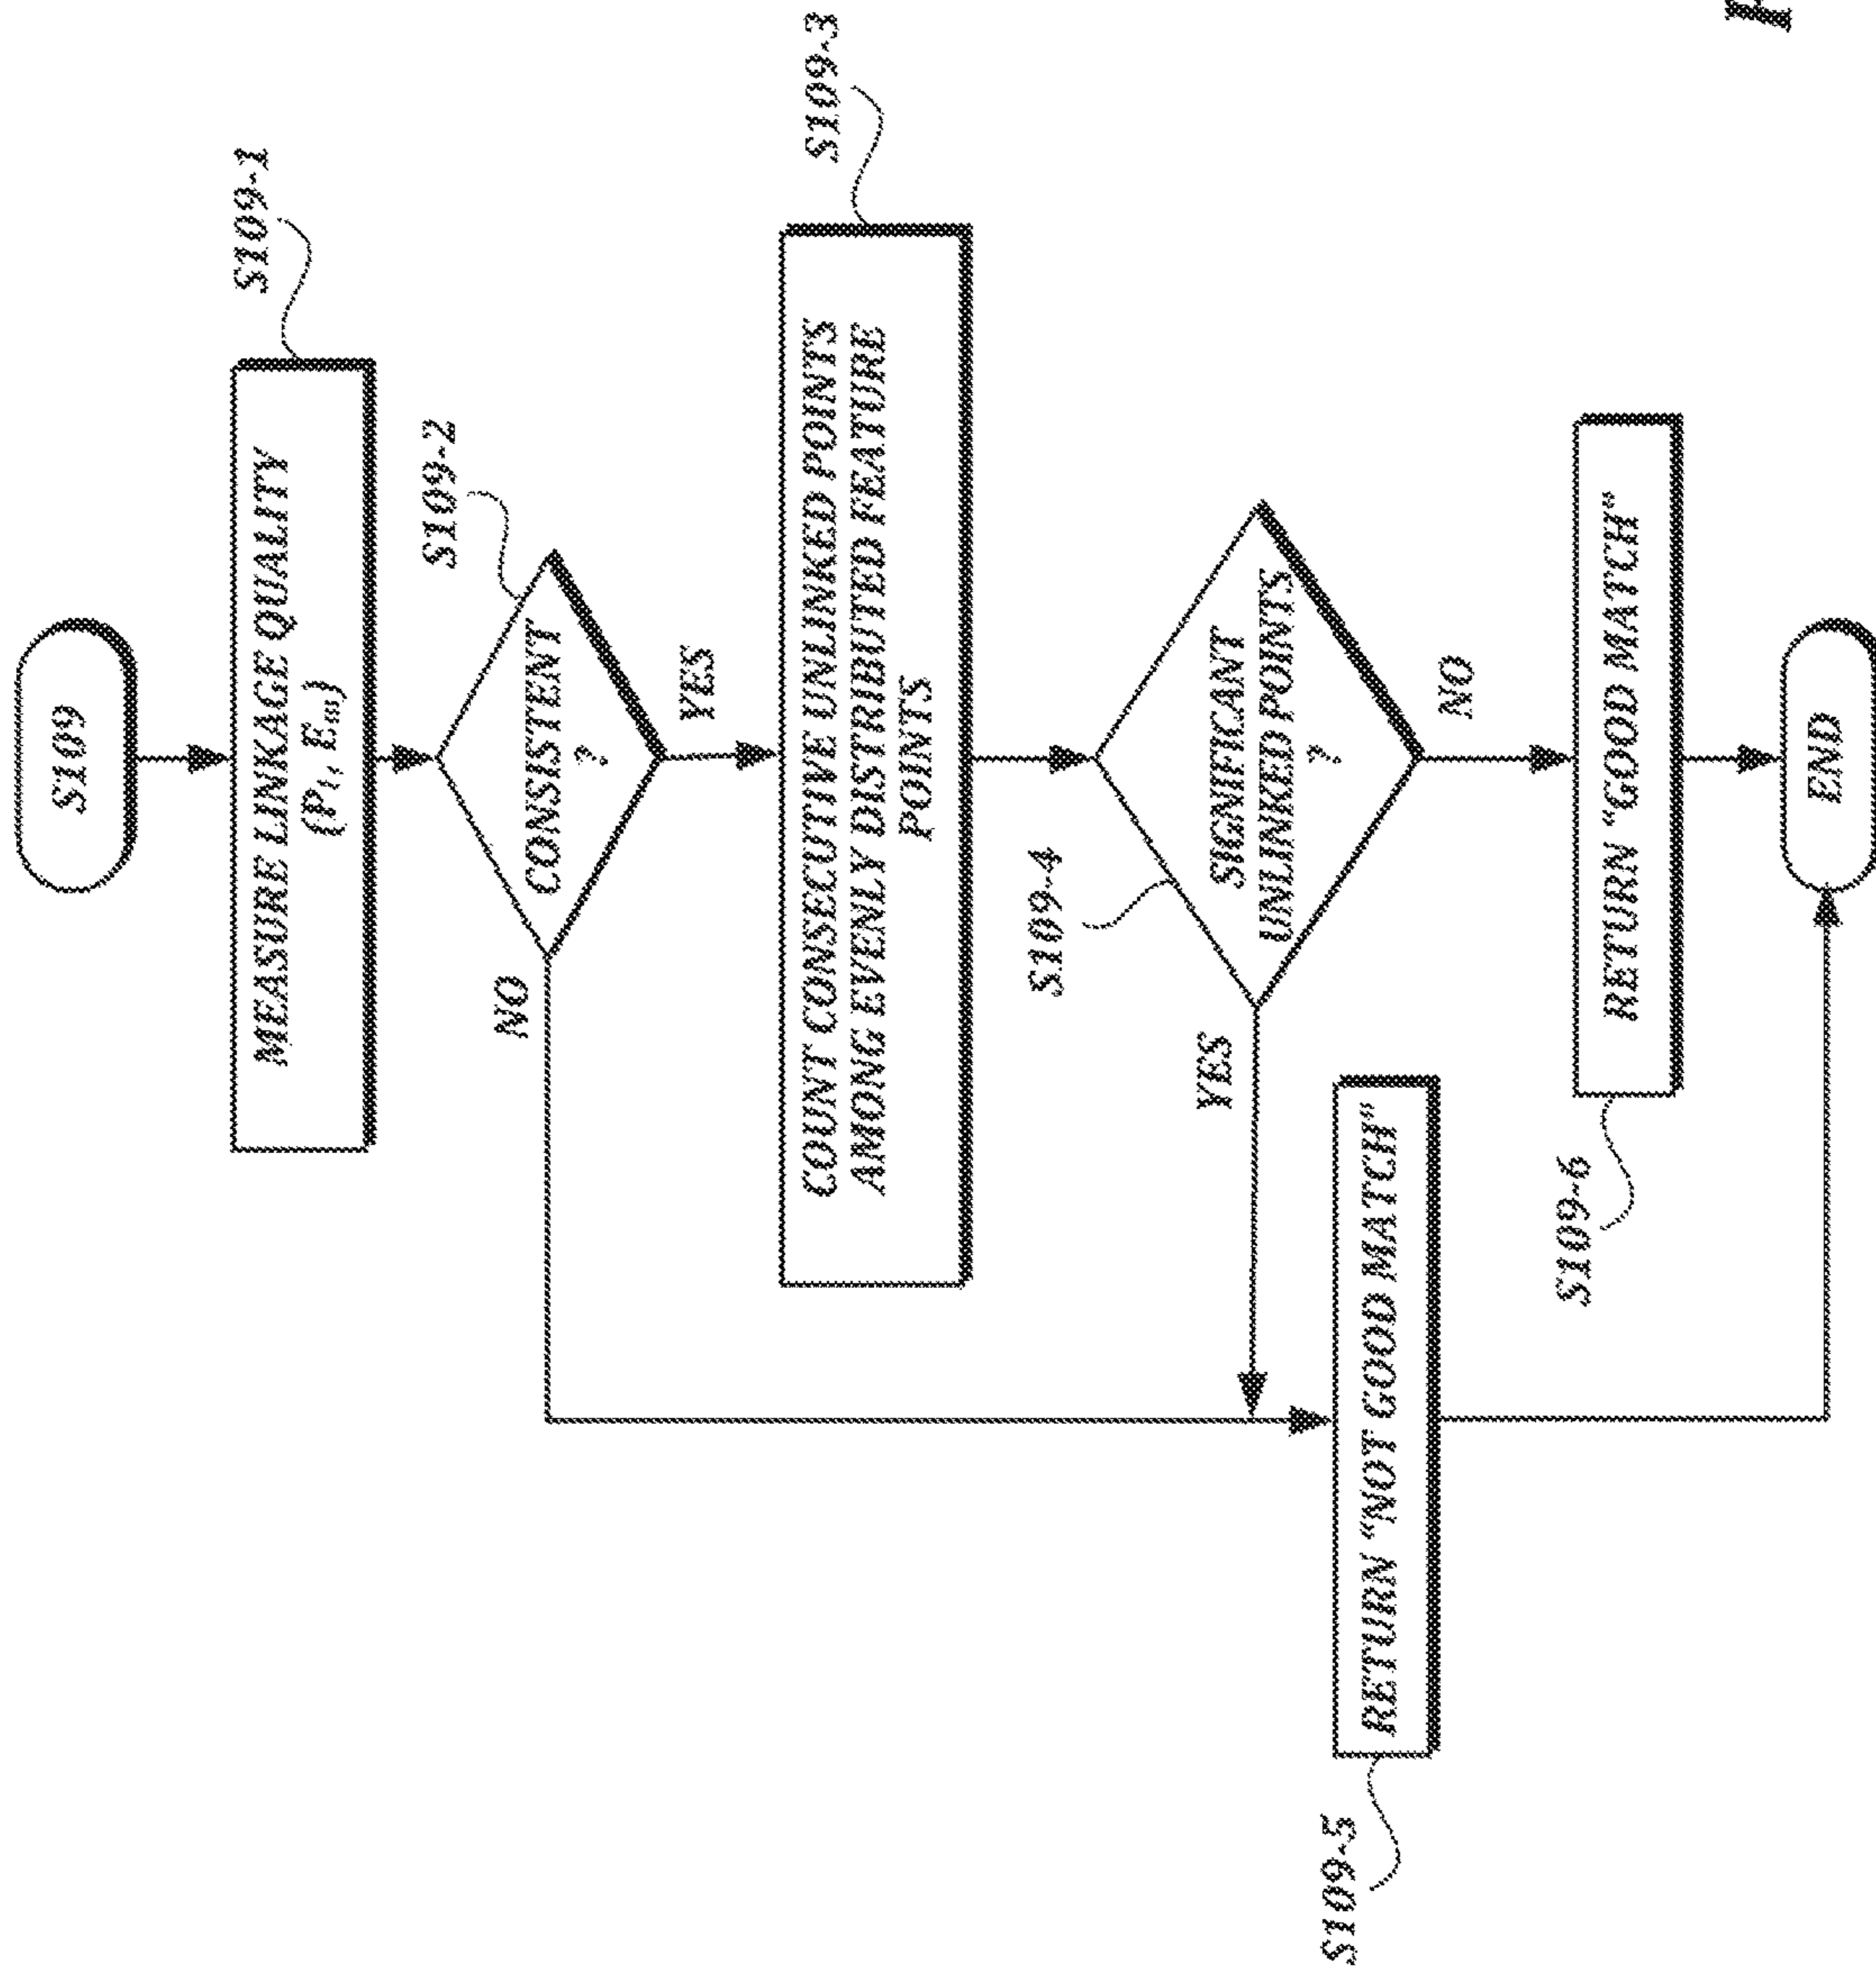 S109
MEASURE LINKAGE QUALITY
(P_l, E_m)
S109-1
CONSISTENT
?
S109-2
NO
YES
COUNT CONSECUTIVE UNLINKED POINTS
AMONG EVENLY DISTRIBUTED FEATURE
POINTS
S109-3
SIGNIFICANT
UNLINKED POINTS
?
S109-4
YES
NO
RETURN "NOT GOOD MATCH"
S109-5
RETURN "GOOD MATCH"
S109-6
END